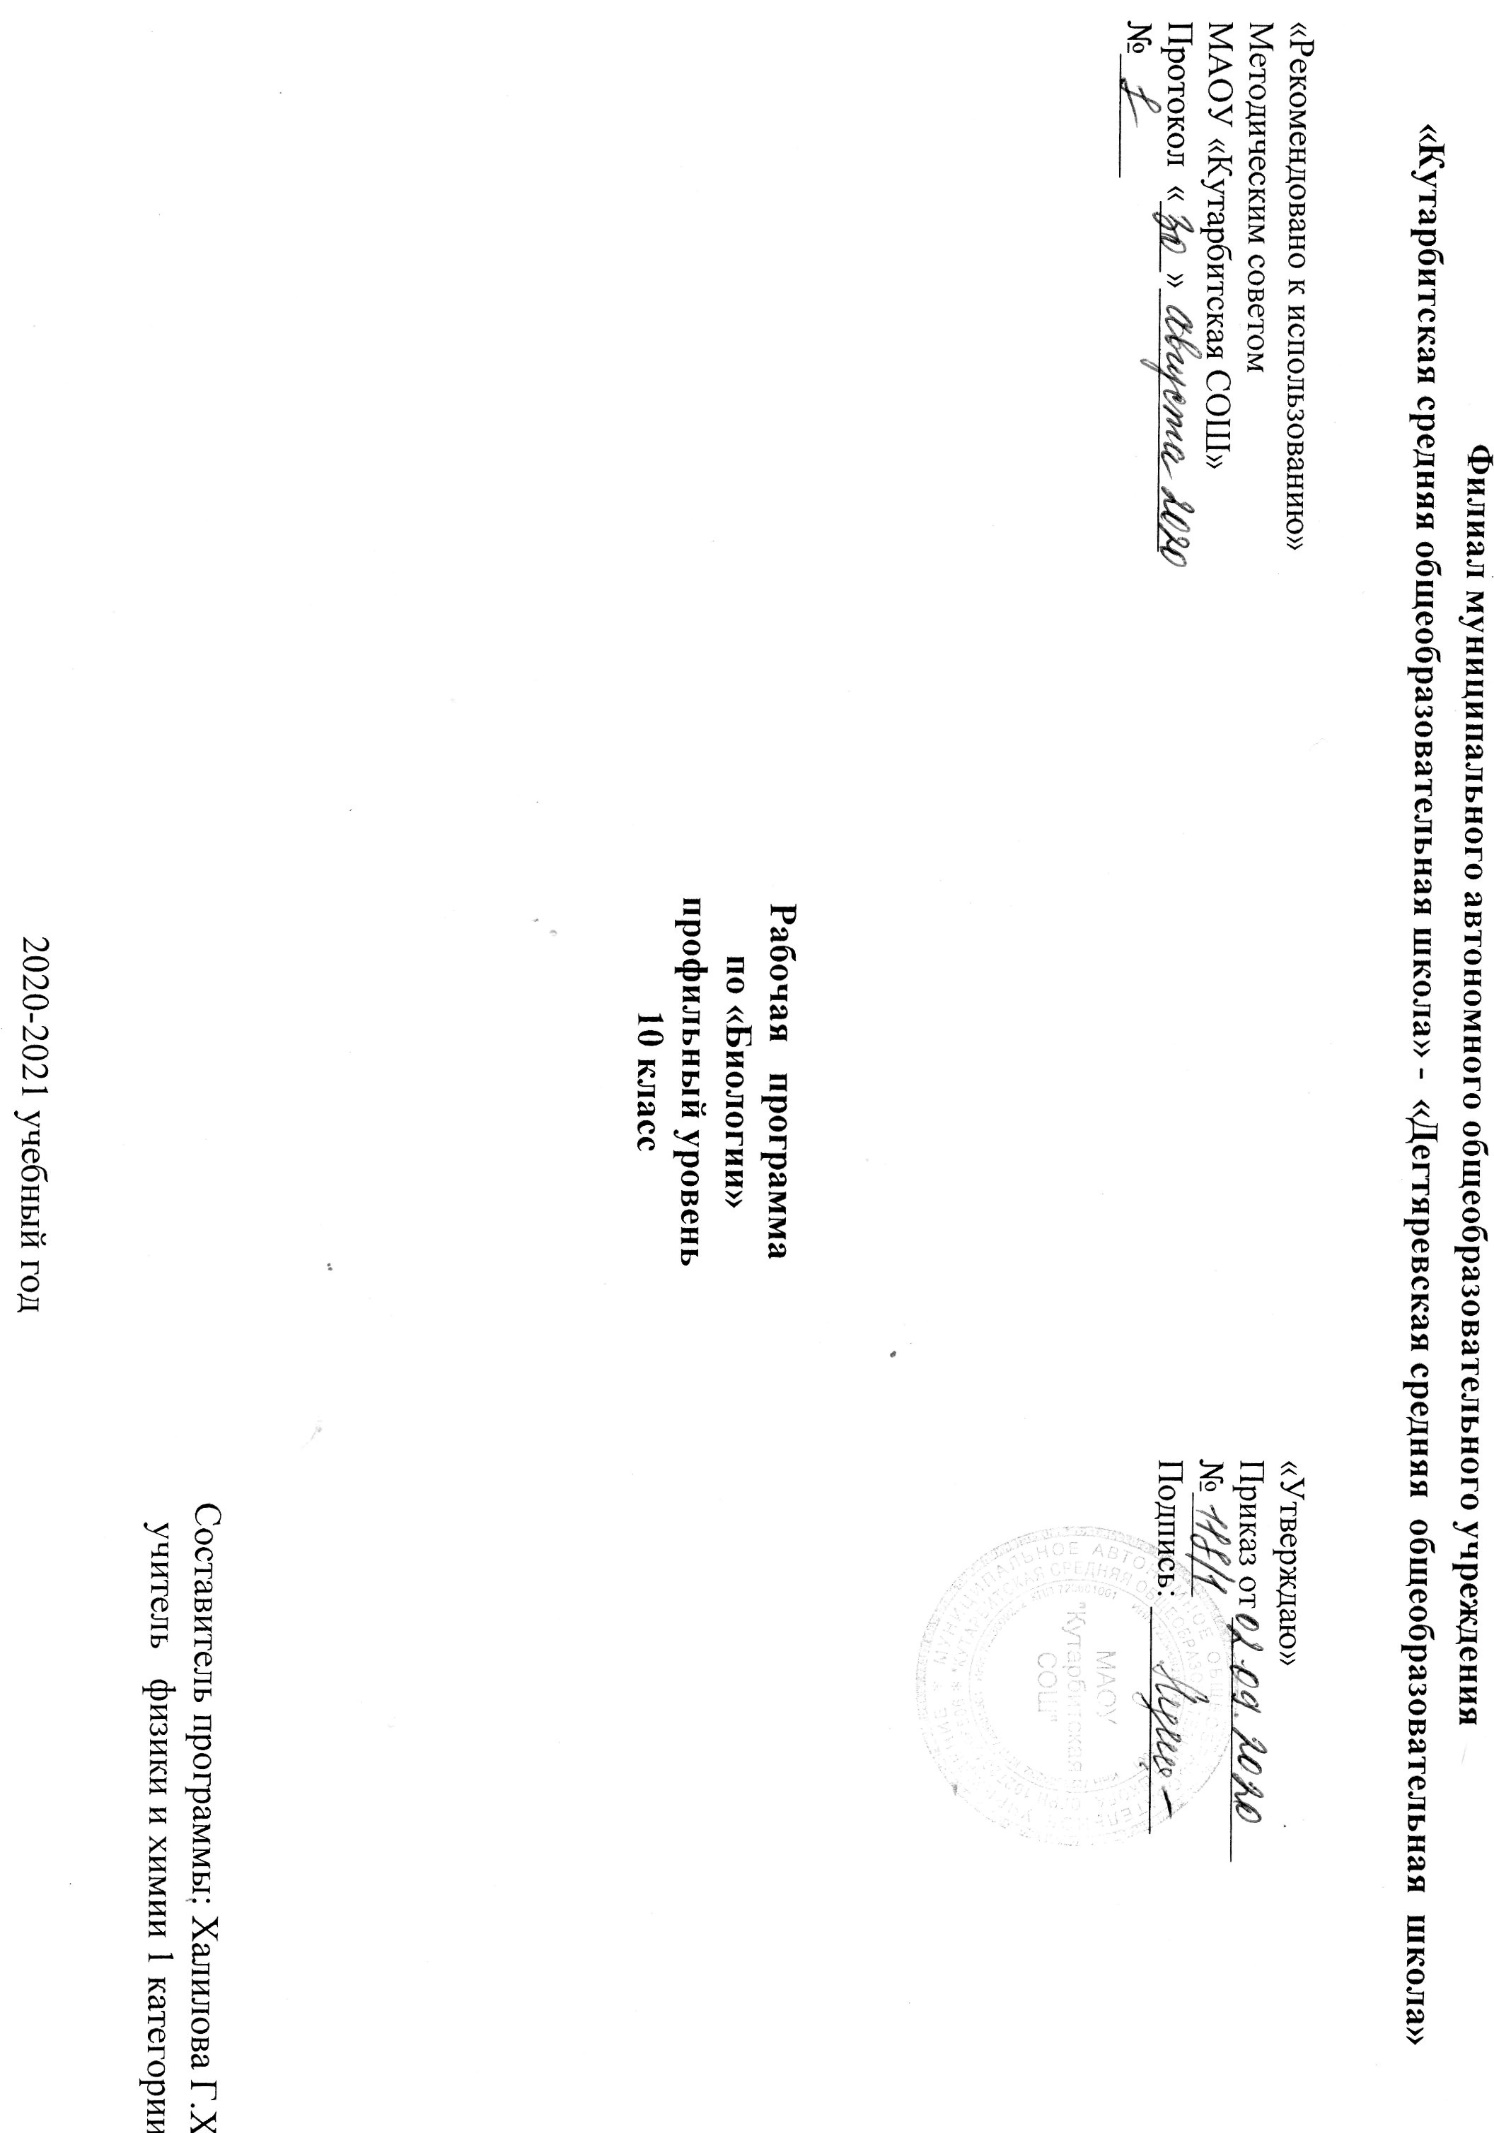 Филиал муниципального автономного общеобразовательного учреждения
«Кутарбитская средняя общеобразовательная школа» - «Дегтяревская средняя общеобразовательная школа»
«Рекомендовано к использованию»
Методическим советом
МАОУ «Кутарбитская СОШ»
Протокол «30» августа 2020
№ 1
«Утверждаю»
Приказ от 02.09.2020
№ 118/1
Подпись:
МАОУ
"Кутарбитская
СОШ"
Рабочая программа
по «Биологии»
профильный уровень
10 класс
Составитель программы: Халилова Г.Х
учитель физики и химии 1 категории
2020-2021 учебный год